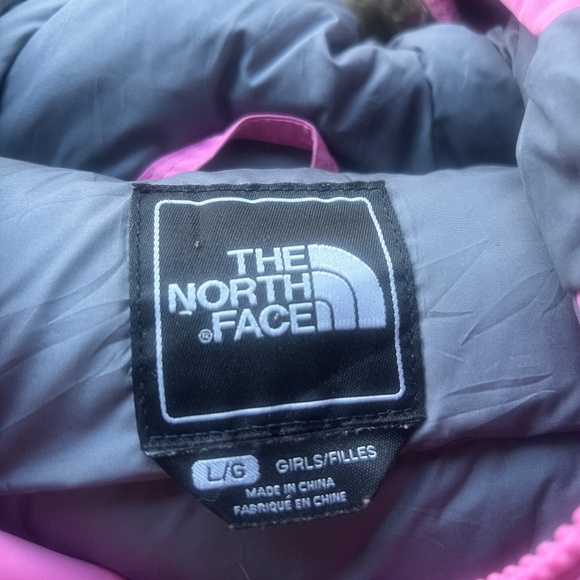 THE
NORTH
®FACE
L/G GIRLS/FILLES
MADE IN CHINA
FABRIQUÉ EN CHINE